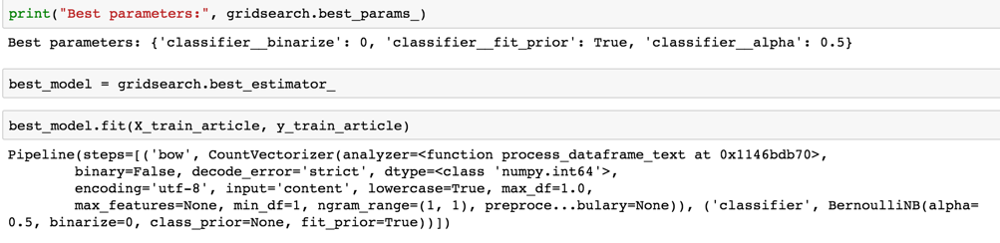 print("Best parameters:", gridsearch.best_params_)
Best parameters: {'classifier__binarize': 0, 'classifier__fit_prior': True, 'classifier__alpha': 0.5}
best_model = gridsearch.best_estimator_
best_model.fit(X_train_article, y_train_article)
Pipeline(steps=[('bow', CountVectorizer(analyzer=<function process_dataframe_text at 0x1146bdb70>,
        binary=False, decode_error='strict', dtype=<class 'numpy.int64'>,
        encoding='utf-8', input='content', lowercase=True, max_df=1.0,
        max_features=None, min_df=1, ngram_range=(1, 1), preproce...bulary=None)), ('classifier', BernoulliNB(alpha=
0.5, binarize=0, class_prior=None, fit_prior=True))])